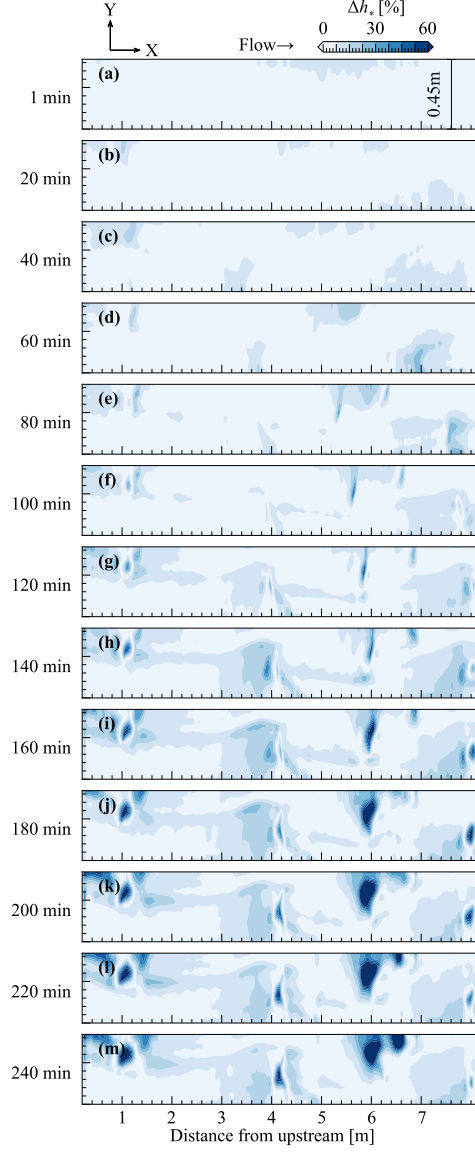 Y
X
Δh* [%]
0 30 60
Flow→
(a)
1 min
0.45m
(b)
20 min
(c)
40 min
(d)
60 min
(e)
80 min
(f)
100 min
(g)
120 min
(h)
140 min
(i)
160 min
(j)
180 min
(k)
200 min
(l)
220 min
(m)
240 min
1 2 3 4 5 6 7
Distance from upstream [m]